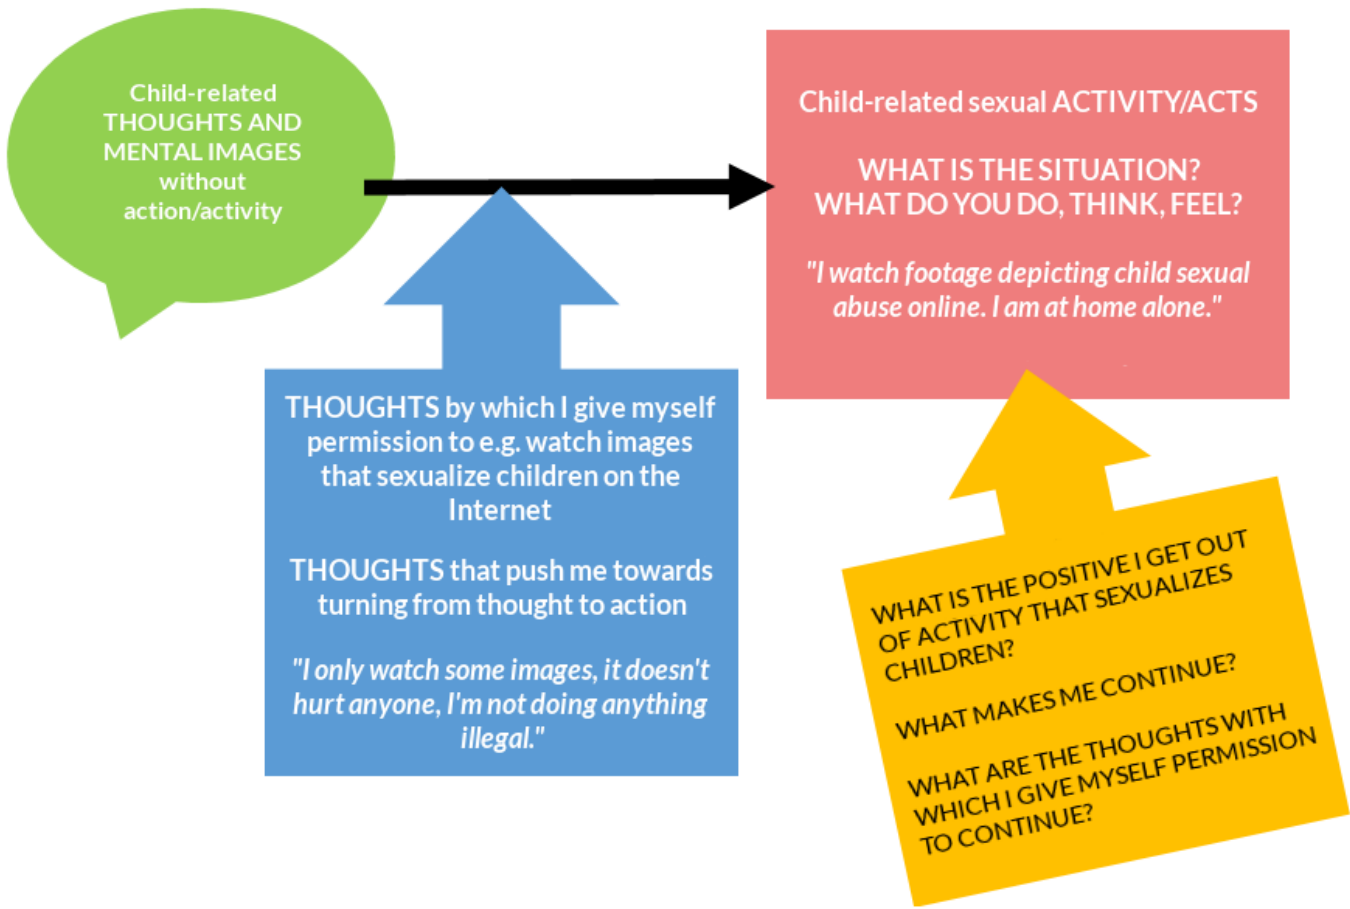 Child-related
THOUGHTS AND
MENTAL IMAGES
without
action/activity
Child-related sexual ACTIVITY/ACTS
WHAT IS THE SITUATION?
WHAT DO YOU DO, THINK, FEEL?
"I watch footage depicting child sexual
abuse online. I am at home alone."
THOUGHTS by which I give myself
permission to e.g. watch images
that sexualize children on the
Internet
THOUGHTS that push me towards
turning from thought to action
"I only watch some images, it doesn't
hurt anyone, I'm not doing anything
illegal."
WHAT IS THE POSITIVE I GET OUT
OF ACTIVITY THAT SEXUALIZES
CHILDREN?
WHAT MAKES ME CONTINUE?
WHAT ARE THE THOUGHTS WITH
WHICH I GIVE MYSELF PERMISSION
TO CONTINUE?